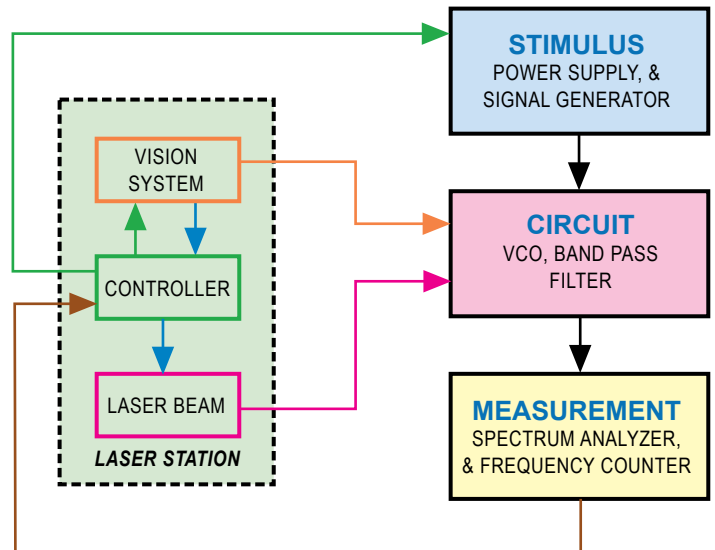 STIMULUS
POWER SUPPLY, &
SIGNAL GENERATOR
VISION
SYSTEM
CONTROLLER
LASER BEAM
LASER STATION
CIRCUIT
VCO, BAND PASS
FILTER
MEASUREMENT
SPECTRUM ANALYZER,
& FREQUENCY COUNTER